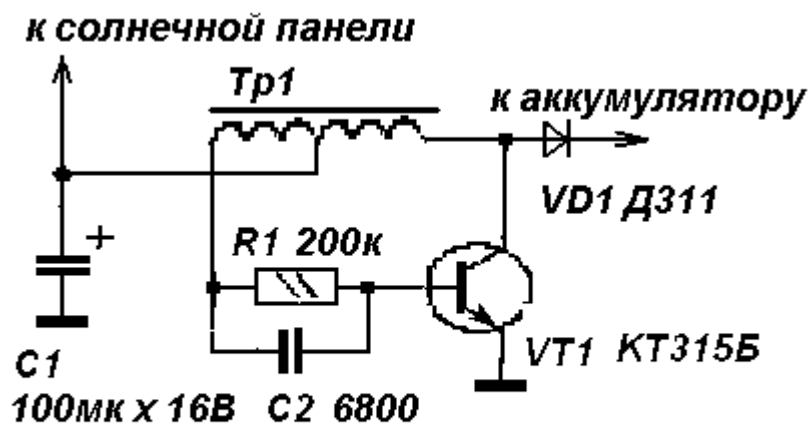 к солнечной панели
Тр1
к аккумулятору
VD1 Д311
+
R1 200к
VT1 КТ315Б
C1
100мк х 16В
C2 6800